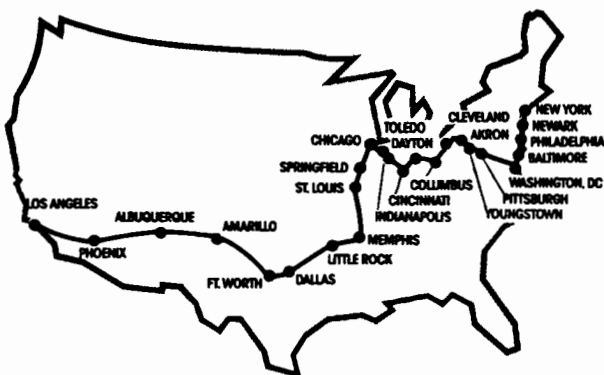 NEW YORK
NEWARK
PHILADELPHIA
BALTIMORE
WASHINGTON, DC
PITTSBURGH
YOUNGSTOWN
AKRON
CLEVELAND
TOLEDO
DAYTON
COLUMBUS
CINCINNATI
INDIANAPOLIS
CHICAGO
SPRINGFIELD
ST. LOUIS
MEMPHIS
LITTLE ROCK
DALLAS
FT. WORTH
AMARILLO
ALBUQUERQUE
PHOENIX
LOS ANGELES